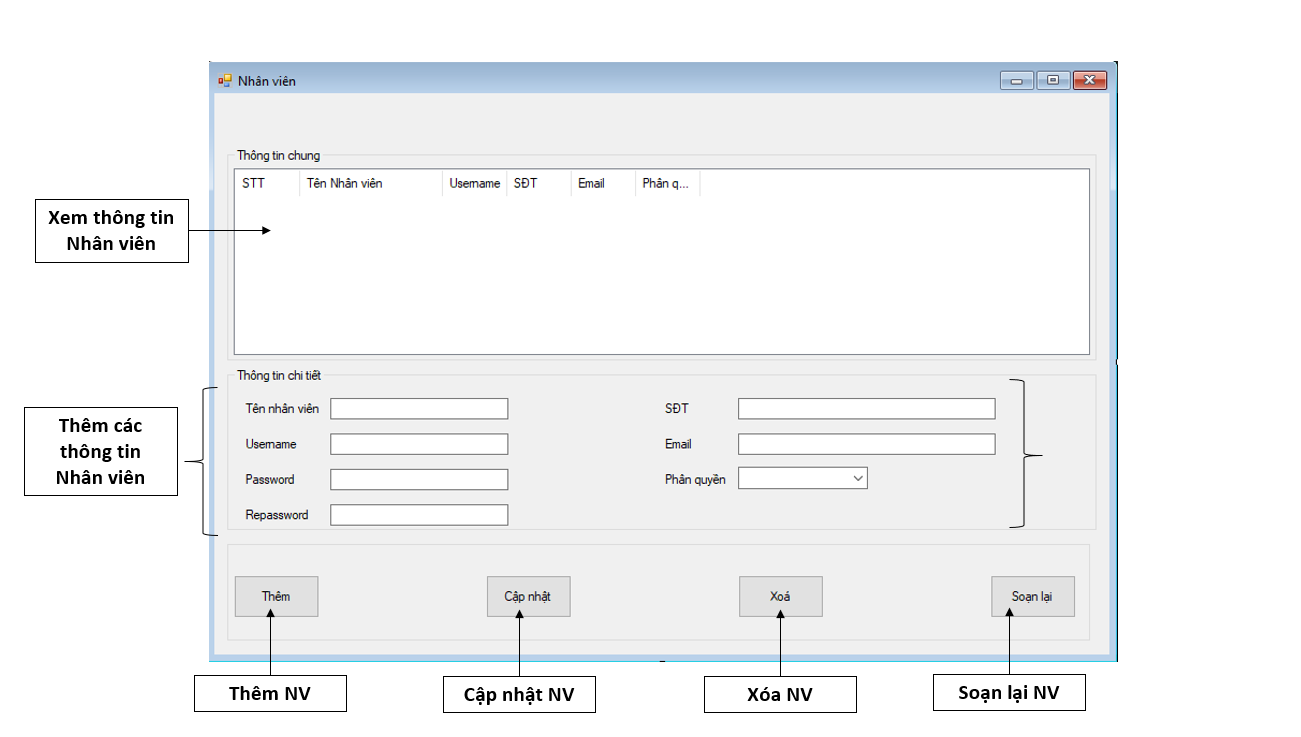 Nhân viên
Thông tin chung
STT Tên Nhân viên Username SĐT Email Phân q...
Xem thông tin
Nhân viên
Thông tin chi tiết
Tên nhân viên
SĐT
Username
Email
Password
Phân quyền
Repassword
Thêm các
thông tin
Nhân viên
Thêm
Cập nhật
Xoá
Soạn lại
Thêm NV
Cập nhật NV
Xóa NV
Soạn lại NV